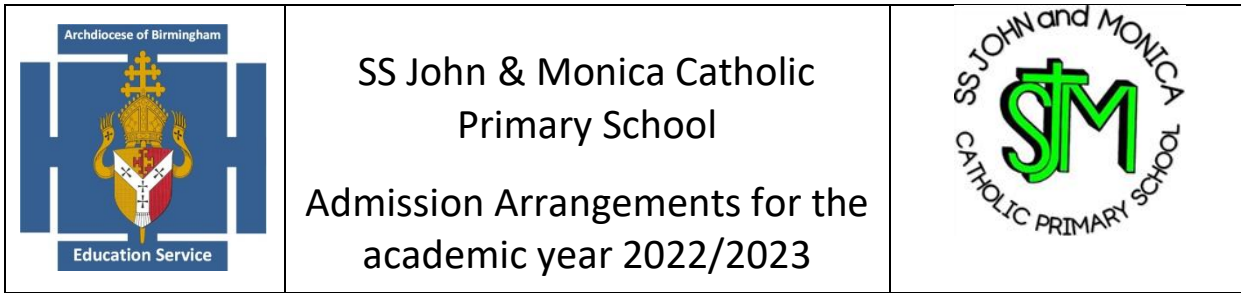 Archdiocese of Birmingham
Education Service
SS John & Monica Catholic
Primary School
Admission Arrangements for the
academic year 2022/2023
SS JOHN and MONICA
SJM
CATHOLIC PRIMARY SCHOOL